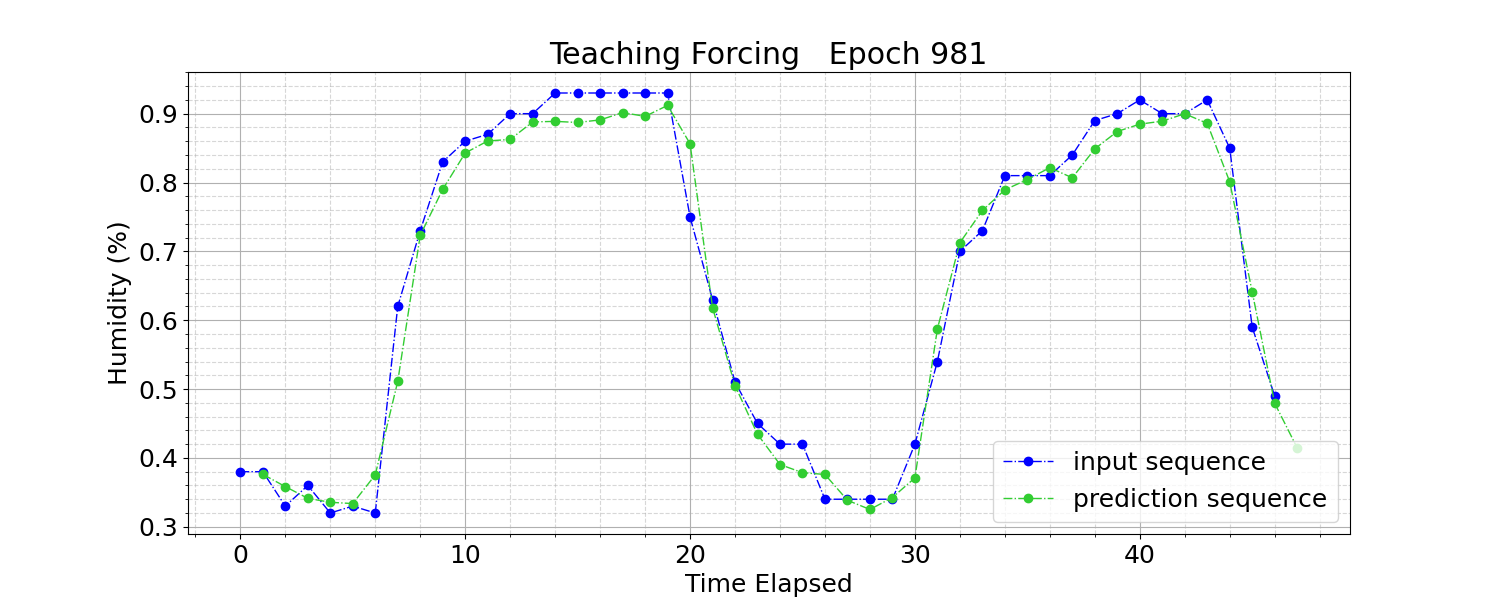 Teaching Forcing   Epoch 981
Humidity (%)
0.9
0.8
0.7
0.6
0.5
0.4
0.3
input sequence
prediction sequence
0 10 20 30 40
Time Elapsed